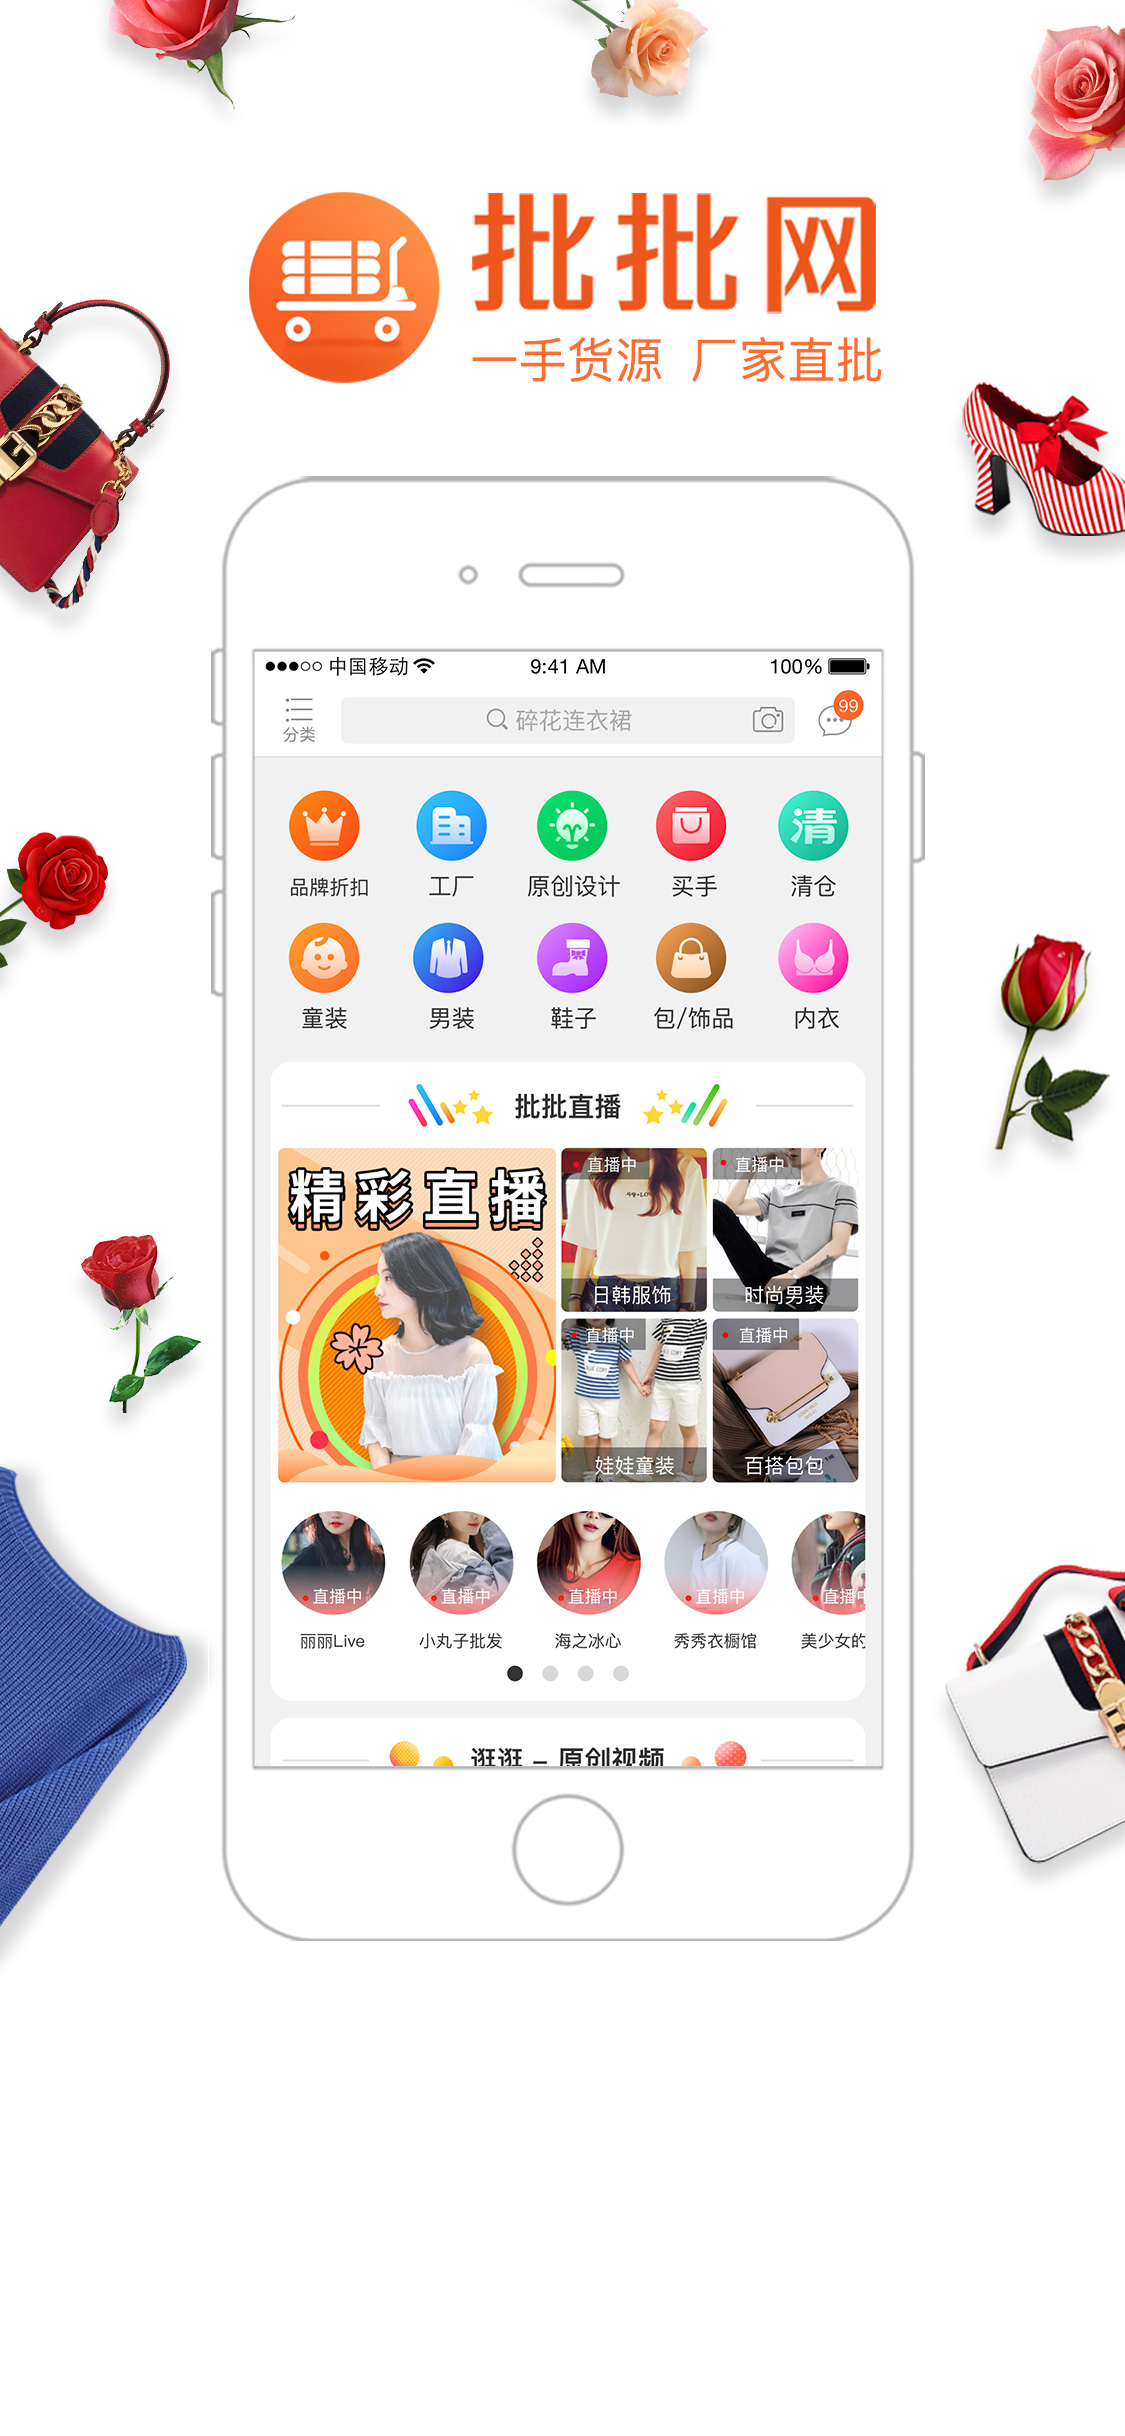 批批网
一手货源 厂家直批
中国移动 9:41 AM 100%
分类 碎花连衣裙 99
清
品牌折扣 工厂 原创设计 买手 清仓
童装 男装 鞋子 包/饰品 内衣
批批直播
精彩直播
直播中 直播中
日韩服饰 时尚男装
直播中 直播中
娃娃童装 百搭包包
直播中 直播中 直播中 直播中 直播中
丽丽Live 小丸子批发 海之冰心 秀秀衣橱馆 美少女的
逛逛 – 原创视频